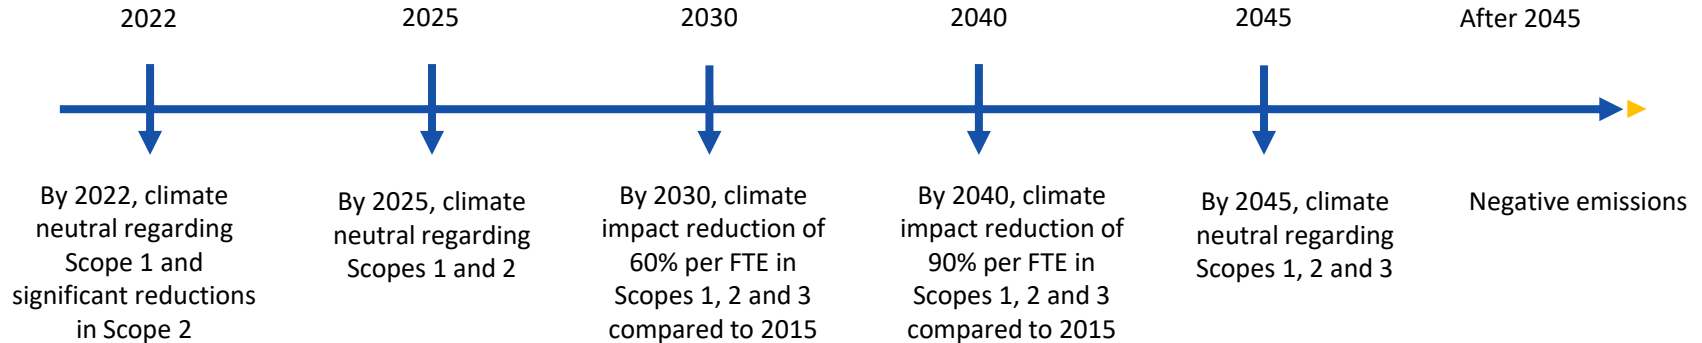 2022
2025
2030
2040
2045
After 2045
By 2022, climate
neutral regarding
Scope 1 and
significant reductions
in Scope 2
By 2025, climate
neutral regarding
Scopes 1 and 2
By 2030, climate
impact reduction of
60% per FTE in
Scopes 1, 2 and 3
compared to 2015
By 2040, climate
impact reduction of
90% per FTE in
Scopes 1, 2 and 3
compared to 2015
By 2045, climate
neutral regarding
Scopes 1, 2 and 3
Negative emissions